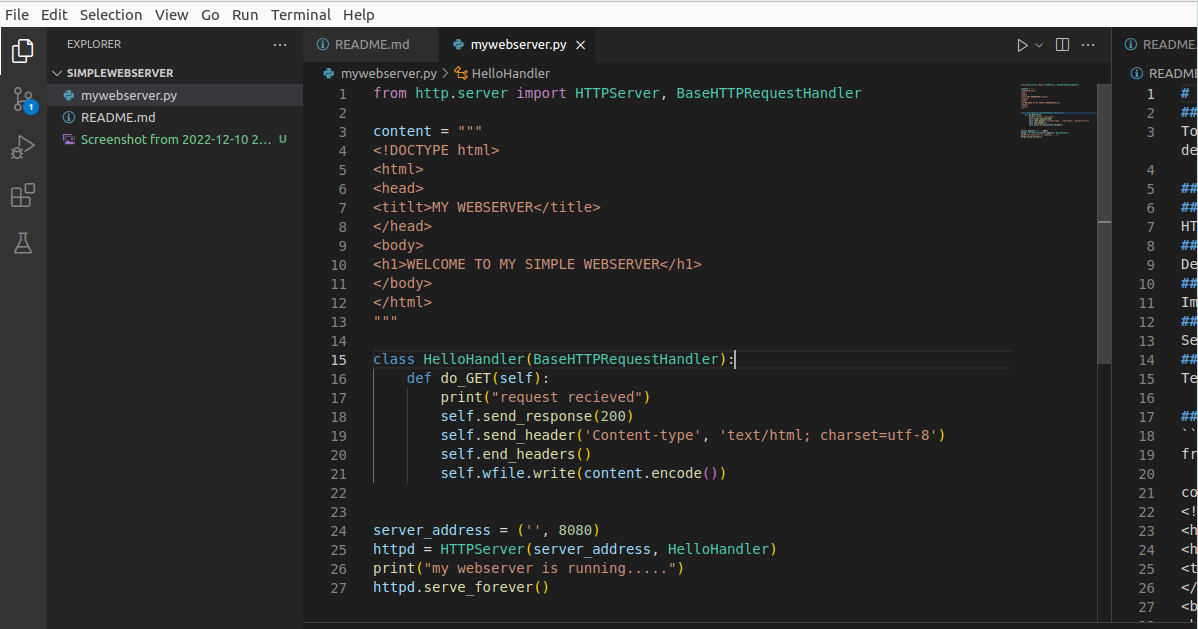 File Edit Selection View Go Run Terminal Help
EXPLORER
SIMPLEWEBSERVER
mywebserver.py
README.md
Screenshot from 2022-12-10 2... U
1
README.md mywebserver.py
mywebserver.py > HelloHandler
1 from http.server import HTTPServer, BaseHTTPRequestHandler
2
3 content = """
4 <!DOCTYPE html>
5 <html>
6 <head>
7 <titlt>MY WEBSERVER</title>
8 </head>
9 <body>
10 <h1>WELCOME TO MY SIMPLE WEBSERVER</h1>
11 </body>
12 </html>
13 """
14
15 class HelloHandler(BaseHTTPRequestHandler):
16 def do_GET(self):
17 print("request recieved")
18 self.send_response(200)
19 self.send_header('Content-type', 'text/html; charset=utf-8')
20 self.end_headers()
21 self.wfile.write(content.encode())
22
23
24 server_address = ('', 8080)
25 httpd = HTTPServer(server_address, HelloHandler)
26 print("my webserver is running.....")
27 httpd.serve_forever()
README.
READM
1 #
2 ##
3 To
de
4
5 ##
6 ##
7 HT
8 ##
9 De
10 ##
11 Im
12 ##
13 Se
14 ##
15 Te
16
17 ##
18 ``
19 fr
20
21 co
22 <!
23 <h
24 <h
25 <t
26 </
27 <b